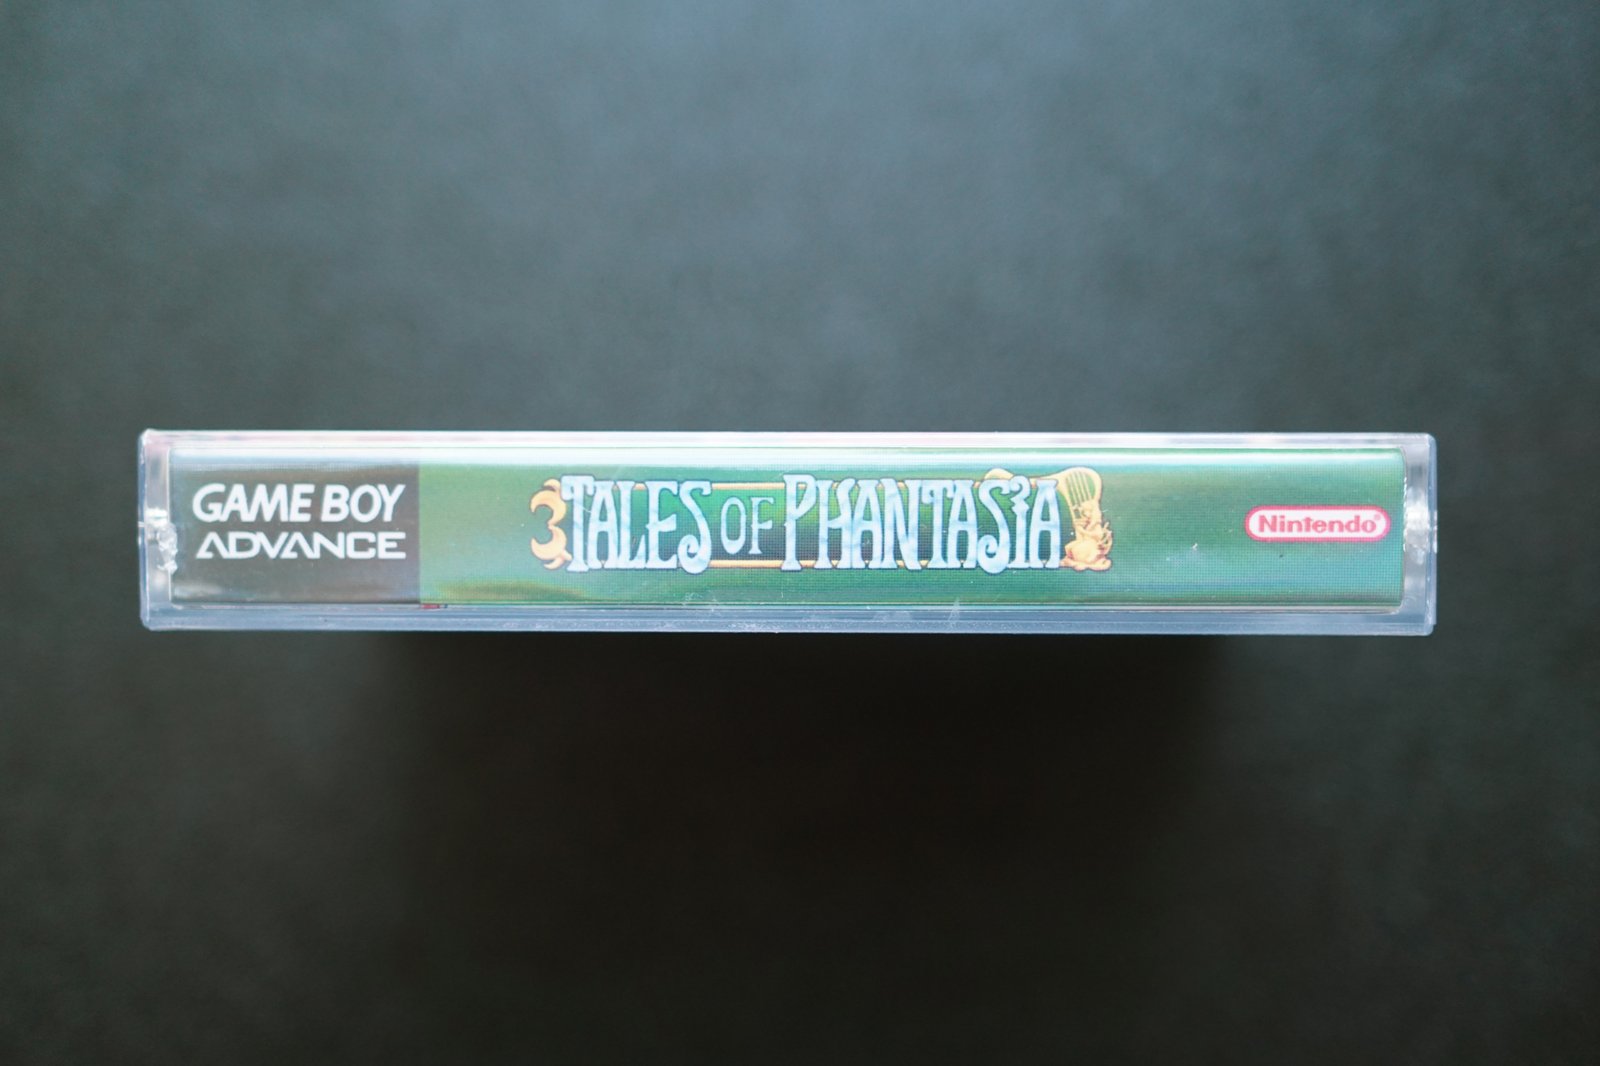 GAME BOY
ADVANCE
TALES OF PHANTASIA
Nintendo®